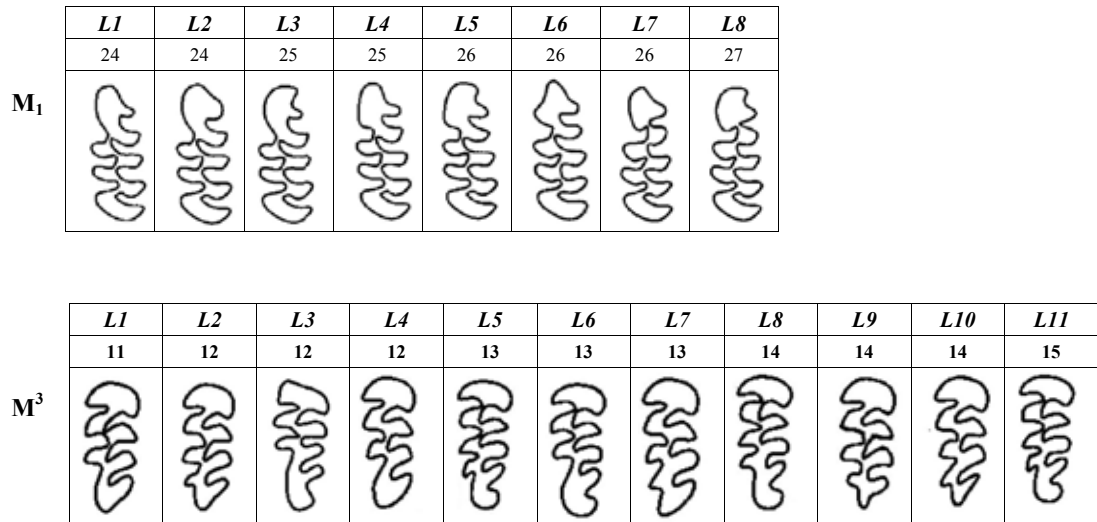 L1 L2 L3 L4 L5 L6 L7 L8
24 24 25 25 26 26 26 27
M₁
L1 L2 L3 L4 L5 L6 L7 L8 L9 L10 L11
11 12 12 12 13 13 13 14 14 14 15
M³